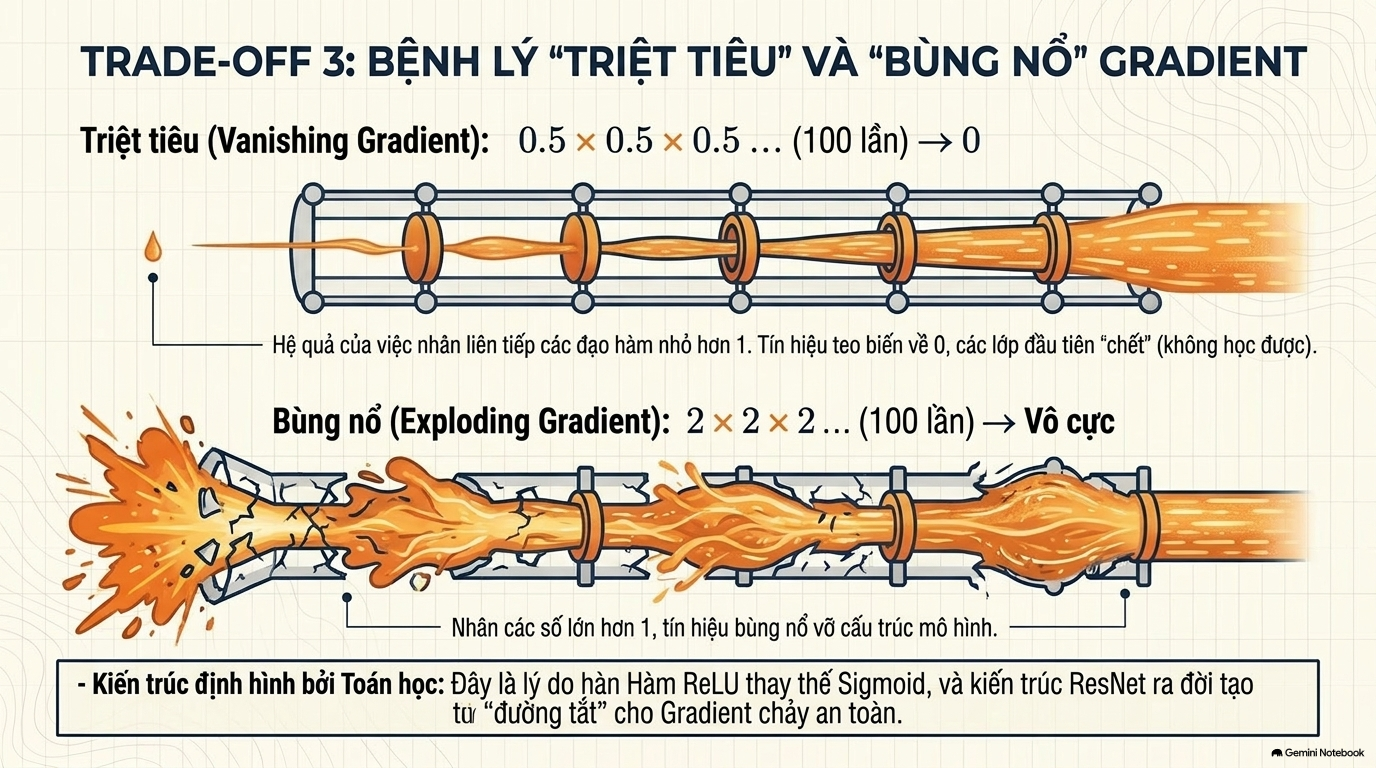 TRADE-OFF 3: BỆNH LÝ “TRIỆT TIÊU” VÀ “BÙNG NỔ” GRADIENT
Triệt tiêu (Vanishing Gradient): 0.5 × 0.5 × 0.5 ... (100 lần) → 0
Hệ quả của việc nhân liên tiếp các đạo hàm nhỏ hơn 1. Tín hiệu teo biến về 0, các lớp đầu tiên “chết” (không học được).
Bùng nổ (Exploding Gradient): 2 × 2 × 2 ... (100 lần) → Vô cực
Nhân các số lớn hơn 1, tín hiệu bùng nổ vỡ cấu trúc mô hình.
- Kiến trúc định hình bởi Toán học: Đây là lý do hàn Hàm ReLU thay thế Sigmoid, và kiến trúc ResNet ra đời tạo
“đường tắt” cho Gradient chảy an toàn.
Gemini Notebook